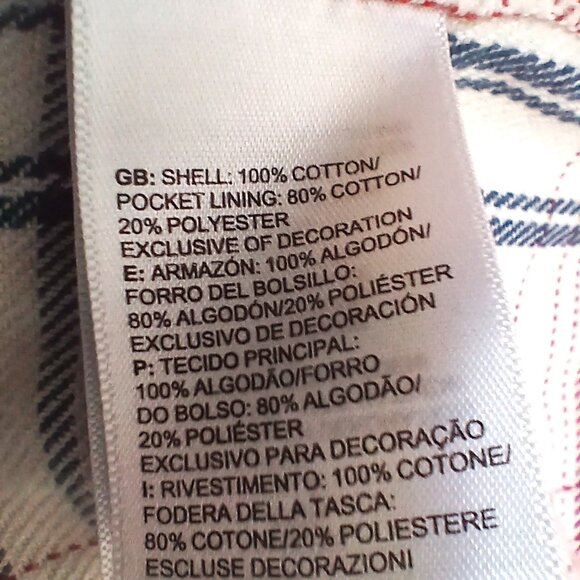 GB: SHELL: 100% COTTON/
POCKET LINING: 80% COTTON/
20% POLYESTER
EXCLUSIVE OF DECORATION
E: ARMAZÓN: 100% ALGODÓN/
FORRO DEL BOLSILLO:
80% ALGODÓN/20% POLIÉSTER
EXCLUSIVO DE DECORACIÓN
P: TECIDO PRINCIPAL:
100% ALGODÃO/FORRO
DO BOLSO: 80% ALGODÃO/
20% POLIÉSTER
EXCLUSIVO PARA DECORAÇÃO
I: RIVESTIMENTO: 100% COTONE/
FODERA DELLA TASCA:
80% COTONE/20% POLIESTERE
ESCLUSE DECORAZIONI